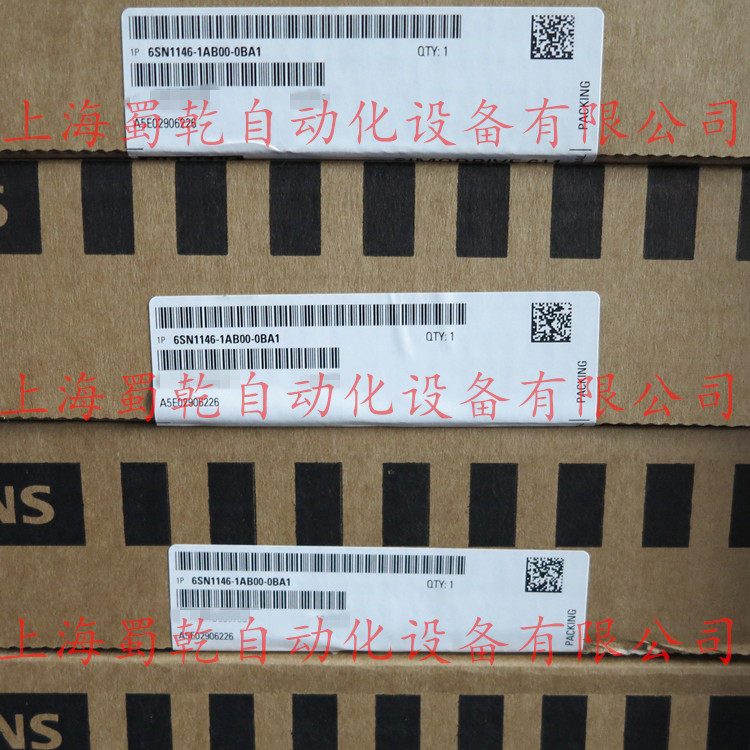 1P 6SN1146-1AB00-0BA1 QTY: 1
A5E02906226
PACKING
上海蜀乾自动化设备有限公司
S
1P 6SN1146-1AB00-0BA1 QTY: 1
A5E02906226
PACKING
上海蜀乾自动化设备有限公司
NS
1P 6SN1146-1AB00-0BA1 QTY: 1
A5E02906226
PACKING
上海蜀乾自动化设备有限公司
NS